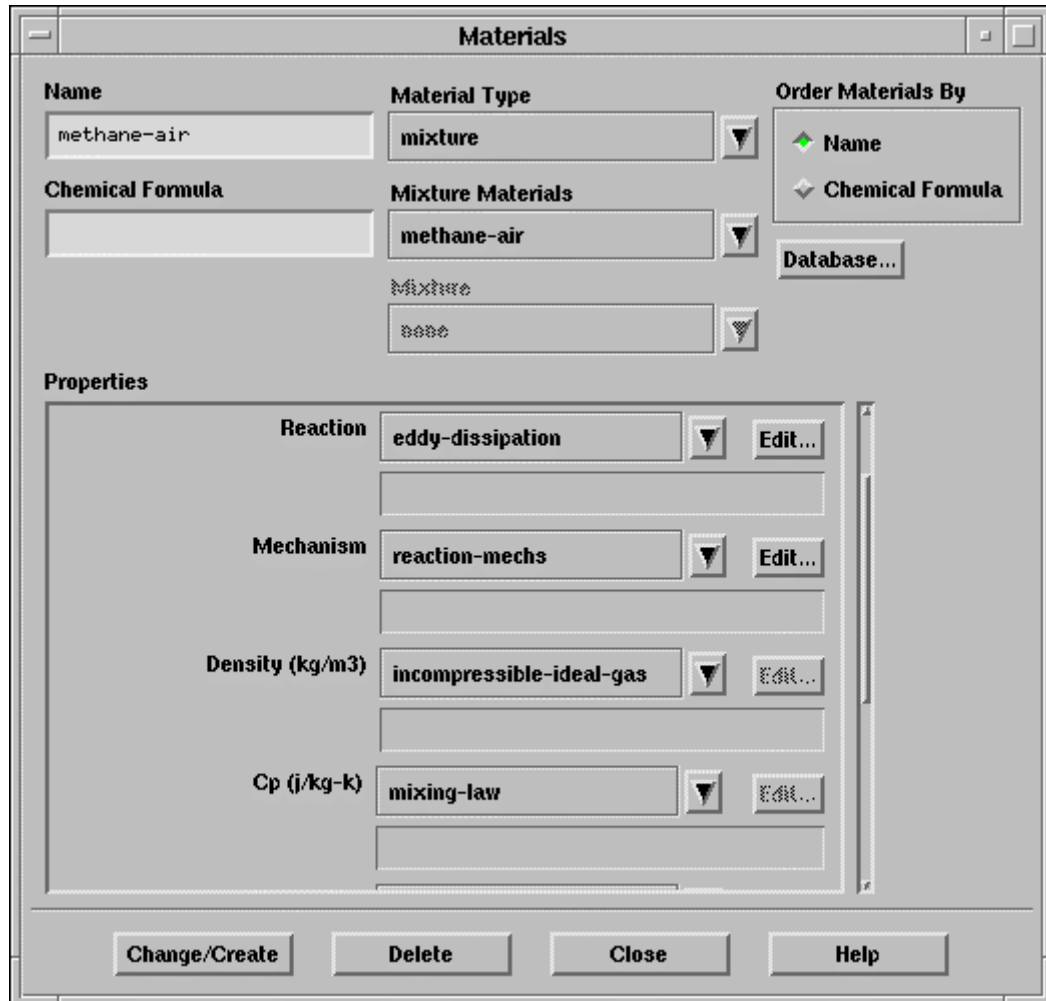 Materials
Name
methane-air
Chemical Formula
Material Type
mixture
Mixture Materials
methane-air
Mixture
none
Order Materials By
Name
Chemical Formula
Database...
Properties
Reaction
eddy-dissipation
Edit...
Mechanism
reaction-mechs
Edit...
Density (kg/m3)
incompressible-ideal-gas
Edit...
Cp (j/kg-k)
mixing-law
Edit...
Change/Create
Delete
Close
Help